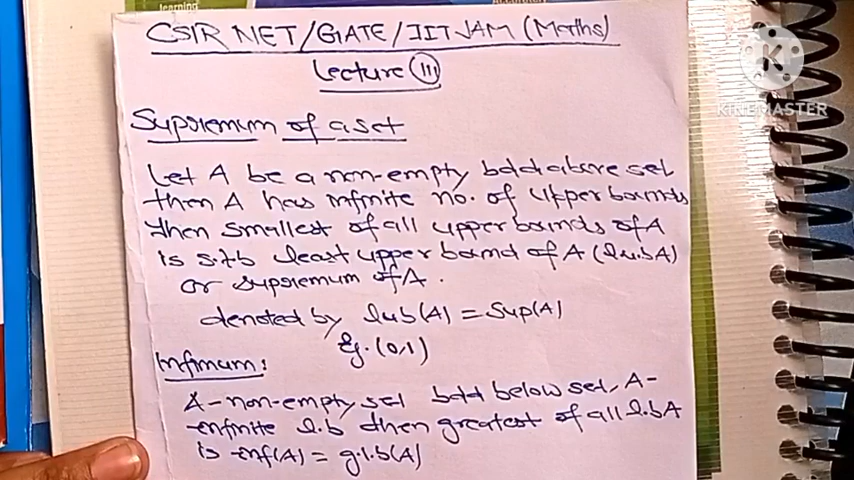 learning
CSIR NET/GATE/IIT JAM (Maths)
Lecture (III)
KINEMASTER
Supremum of a set
Let A be a non-empty bdd above set
then A has infinite no. of upper bounds
then smallest of all upper bounds of A
is s.t.b least upper bound of A (l.u.b A)
or supremum of A.
denoted by lub(A) = Sup(A)
Eg. (0,1)
Infimum:
A-non-empty set bdd below set, A-
infinite l.b then greatest of all l.b A
is inf(A) = g.l.b(A)